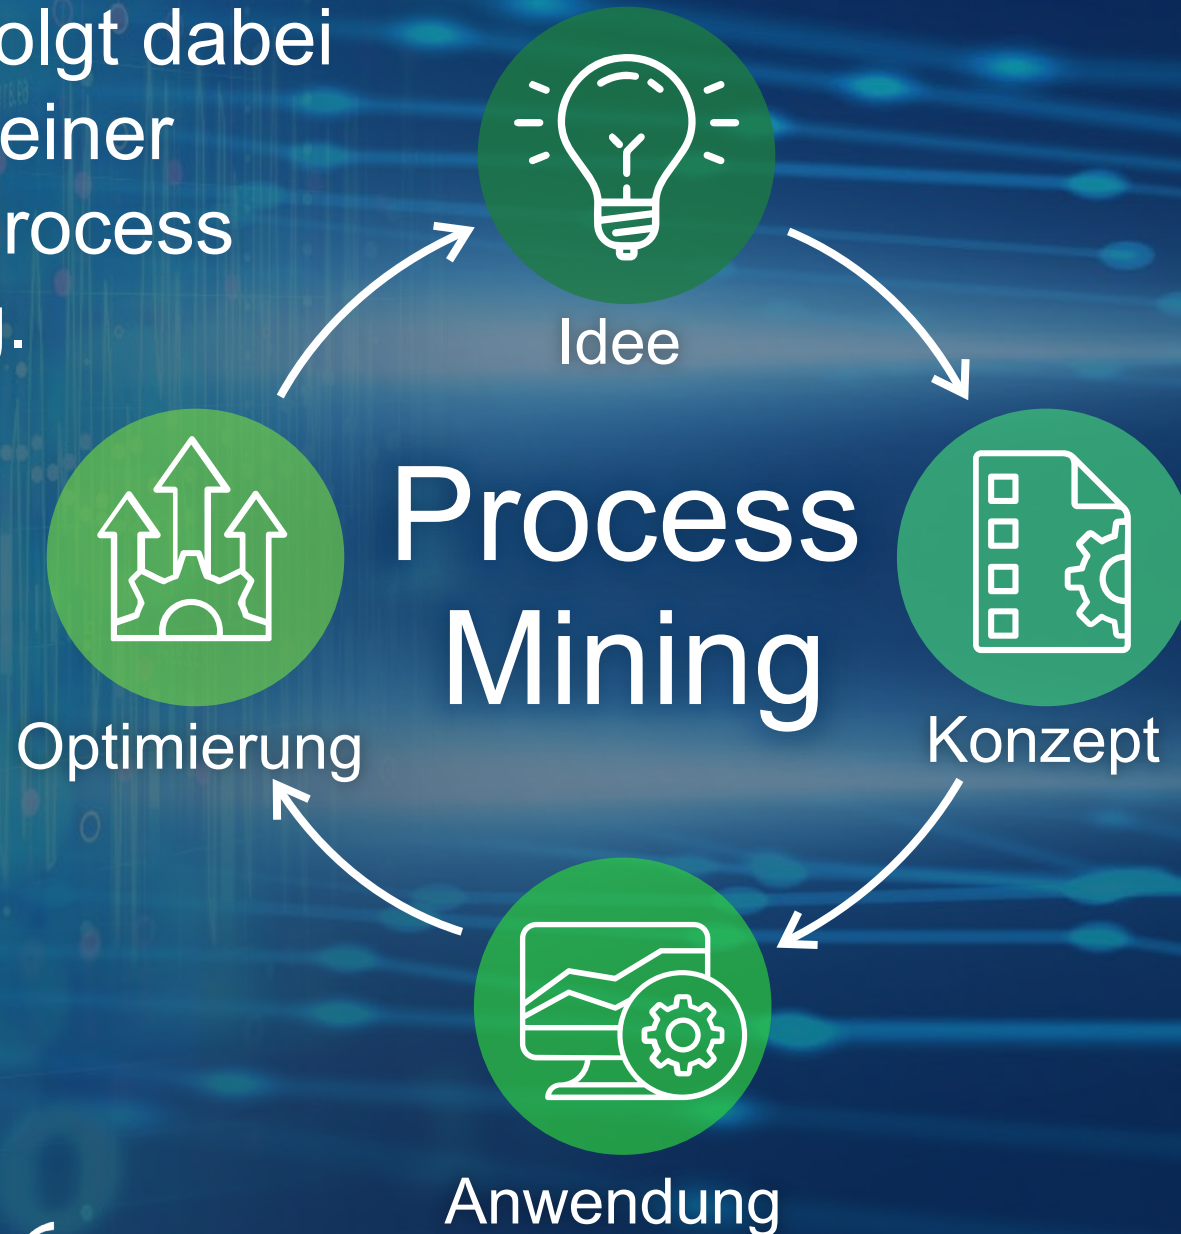 olgt dabei
einer
rocess
g.
Idee
Process
Mining
Optimierung
Konzept
Anwendung